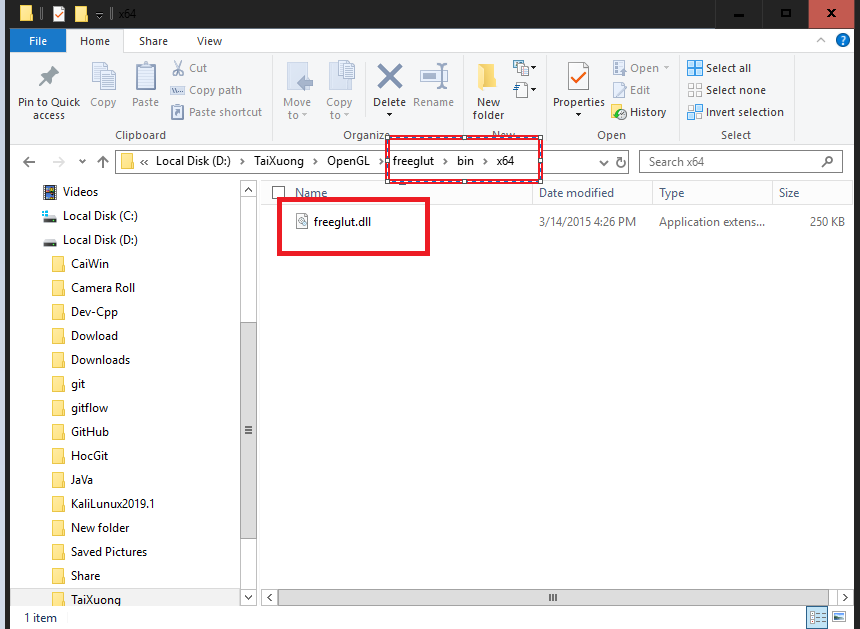 x64
File Home Share View
Pin to Quick access
Copy
Paste
Cut
Copy path
Paste shortcut
Clipboard
Move to
Copy to
Delete
Rename
Organize
New folder
New
Properties
Open
Edit
History
Open
Select all
Select none
Invert selection
Select
« Local Disk (D:) > TaiXuong > OpenGL > freeglut > bin > x64
Search x64
Videos
Local Disk (C:)
Local Disk (D:)
CaiWin
Camera Roll
Dev-Cpp
Dowload
Downloads
git
gitflow
GitHub
HocGit
JaVa
KaliLunux2019.1
New folder
Saved Pictures
Share
TaiXuong
Name Date modified Type Size
freeglut.dll 3/14/2015 4:26 PM Application extens... 250 KB
1 item